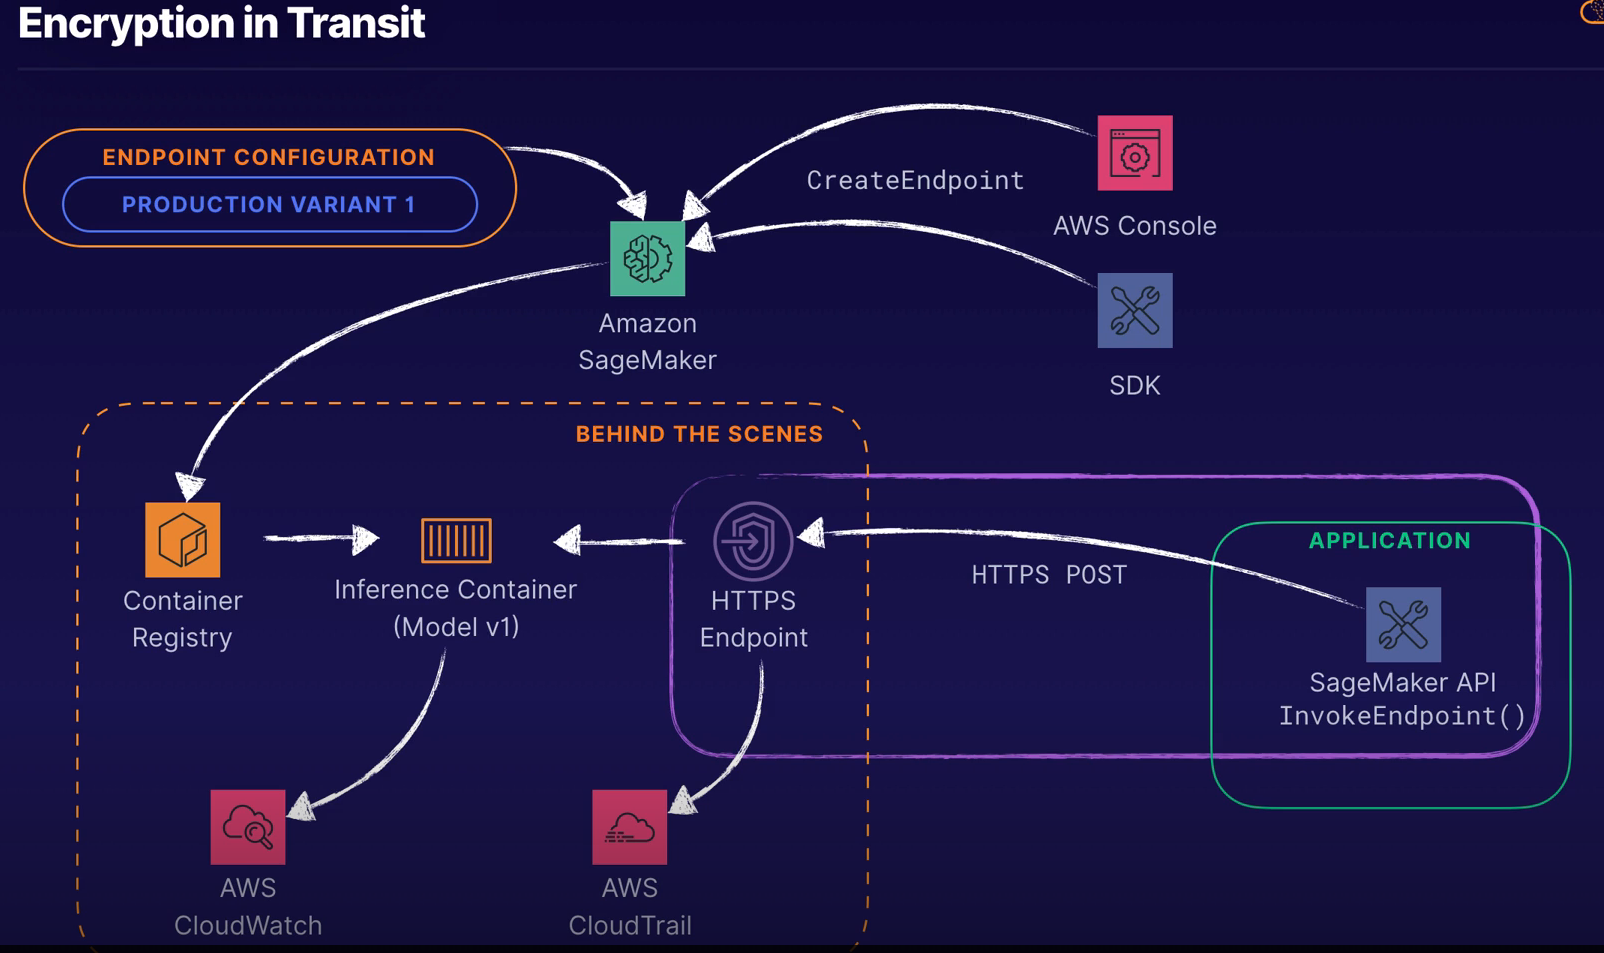 Encryption in Transit
ENDPOINT CONFIGURATION
PRODUCTION VARIANT 1
CreateEndpoint
AWS Console
Amazon
SageMaker
SDK
BEHIND THE SCENES
APPLICATION
Container
Registry
Inference Container
(Model v1)
HTTPS
Endpoint
HTTPS POST
SageMaker API
InvokeEndpoint()
AWS
CloudWatch
AWS
CloudTrail